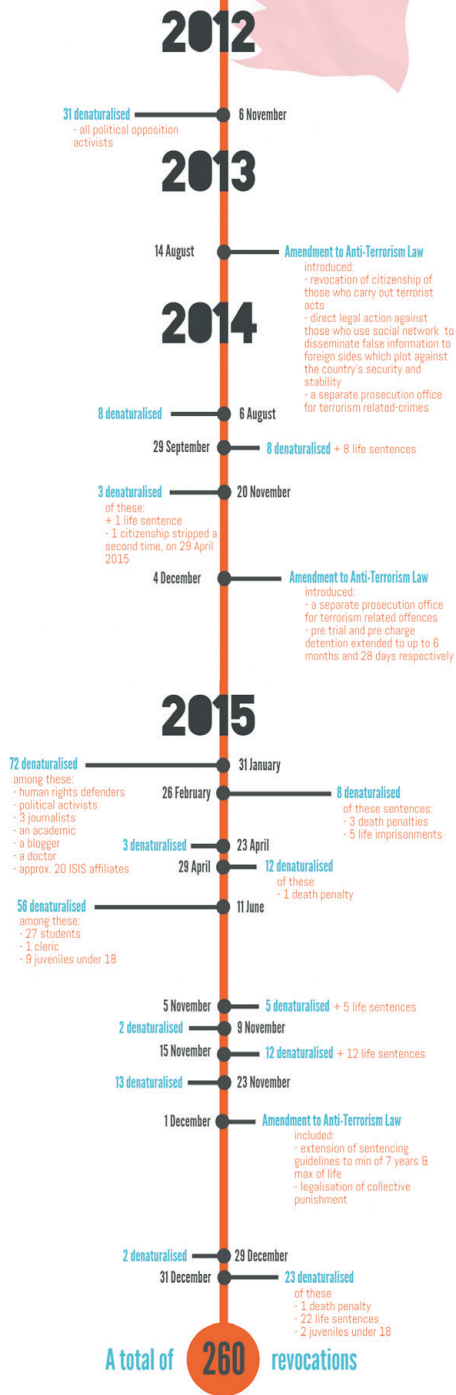 2012
31 denaturalised
- all political opposition
activists
6 November
2013
14 August
Amendment to Anti-Terrorism Law
introduced:
- revocation of citizenship of
those who carry out terrorist
acts
- direct legal action against
those who use social network to
disseminate false information to
foreign sides which plot against
the country's security and
stability
- a separate prosecution office
for terrorism related-crimes
2014
8 denaturalised
6 August
29 September
8 denaturalised + 8 life sentences
3 denaturalised
of these:
+ 1 life sentence
- 1 citizenship stripped a
second time, on 29 April
2015
20 November
4 December
Amendment to Anti-Terrorism Law
introduced:
- a separate prosecution office
for terrorism related offences
- pre trial and pre charge
detention extended to up to 6
months and 28 days respectively
2015
72 denaturalised
among these:
- human rights defenders
- political activists
- 3 journalists
- an academic
- a blogger
- a doctor
- approx. 20 ISIS affiliates
31 January
26 February
8 denaturalised
of these sentences:
- 3 death penalties
- 5 life imprisonments
3 denaturalised
23 April
29 April
12 denaturalised
of these
- 1 death penalty
56 denaturalised
among these:
- 27 students
- 1 cleric
- 9 juveniles under 18
11 June
5 November
5 denaturalised + 5 life sentences
2 denaturalised
9 November
15 November
12 denaturalised + 12 life sentences
13 denaturalised
23 November
1 December
Amendment to Anti-Terrorism Law
included:
- extension of sentencing
guidelines to min of 7 years &
max of life
- legalisation of collective
punishment
2 denaturalised
29 December
31 December
23 denaturalised
of these
- 1 death penalty
- 22 life sentences
- 2 juveniles under 18
A total of 260 revocations